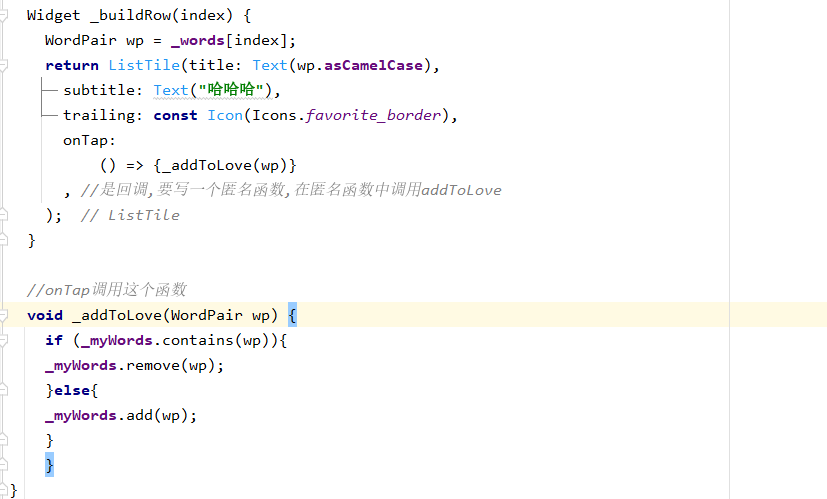 Widget _buildRow(index) {
WordPair wp = _words[index];
return ListTile(title: Text(wp.asCamelCase),
subtitle: Text("哈哈哈"),
trailing: const Icon(Icons.favorite_border),
onTap:
() => {_addToLove(wp)}
, //是回调,要写一个匿名函数,在匿名函数中调用addToLove
); // ListTile
}
//onTap调用这个函数
void _addToLove(WordPair wp) {
if (_myWords.contains(wp)){
_myWords.remove(wp);
}else{
_myWords.add(wp);
}
}
}